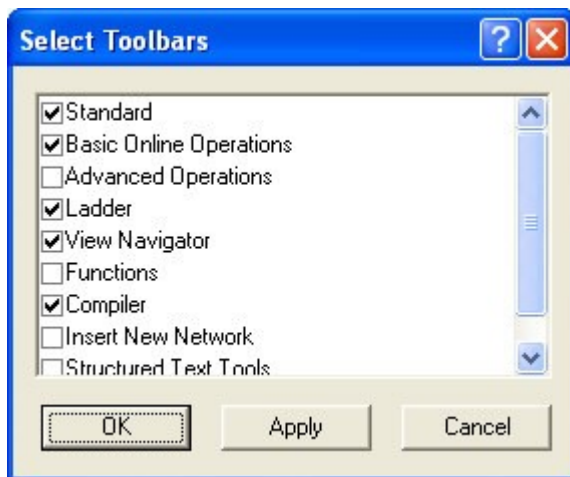 Select Toolbars
Standard
Basic Online Operations
Advanced Operations
Ladder
View Navigator
Functions
Compiler
Insert New Network
Structured Text Tools
OK Apply Cancel